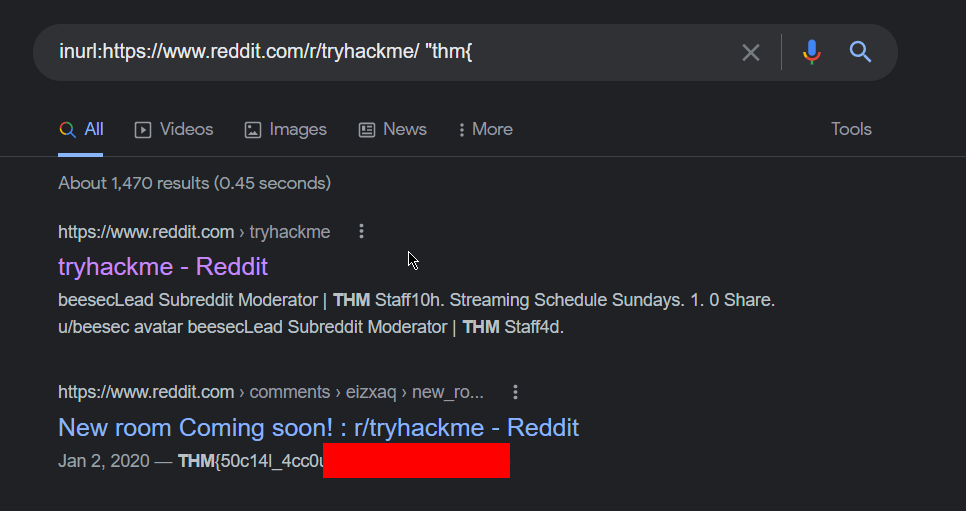 inurl:https://www.reddit.com/r/tryhackme/ "thm{
All Videos Images News More Tools
About 1,470 results (0.45 seconds)
https://www.reddit.com › tryhackme
tryhackme - Reddit
beesecLead Subreddit Moderator | THM Staff10h. Streaming Schedule Sundays. 1. 0 Share.
u/beesec avatar beesecLead Subreddit Moderator | THM Staff4d.
https://www.reddit.com › comments › eizxaq › new_ro...
New room Coming soon! : r/tryhackme - Reddit
Jan 2, 2020 — THM{50c14l_4cc0u